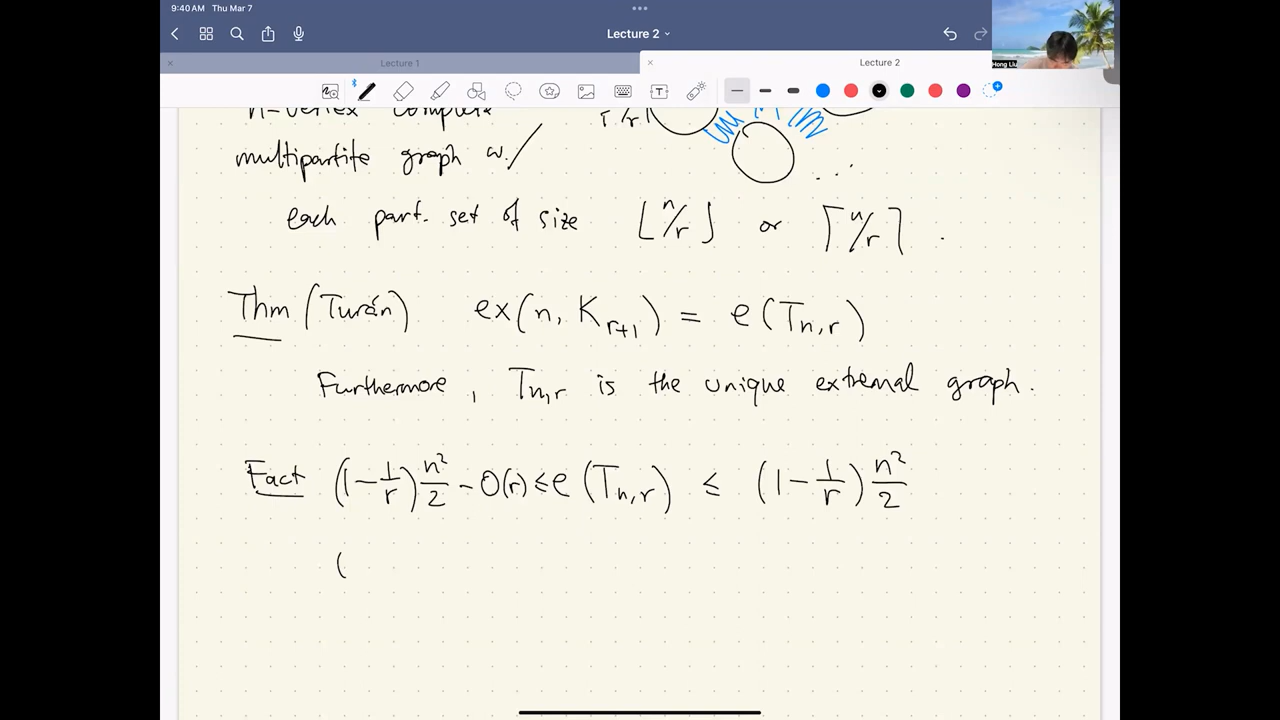 9:40 AM Thu Mar 7
Lecture 2
Lecture 1
Lecture 2
Hong Liu
n-vertex complete
⌈n/r⌉
multipartite graph w/
each part. set of size ⌊n/r⌋ or ⌈n/r⌉ .
Thm (Turán) ex(n, K_{r+1}) = e(T_{n,r})
Furthermore, T_{n,r} is the unique extremal graph.
Fact (1 - 1/r) n²/2 - O(r) ≤ e(T_{n,r}) ≤ (1 - 1/r) n²/2
(